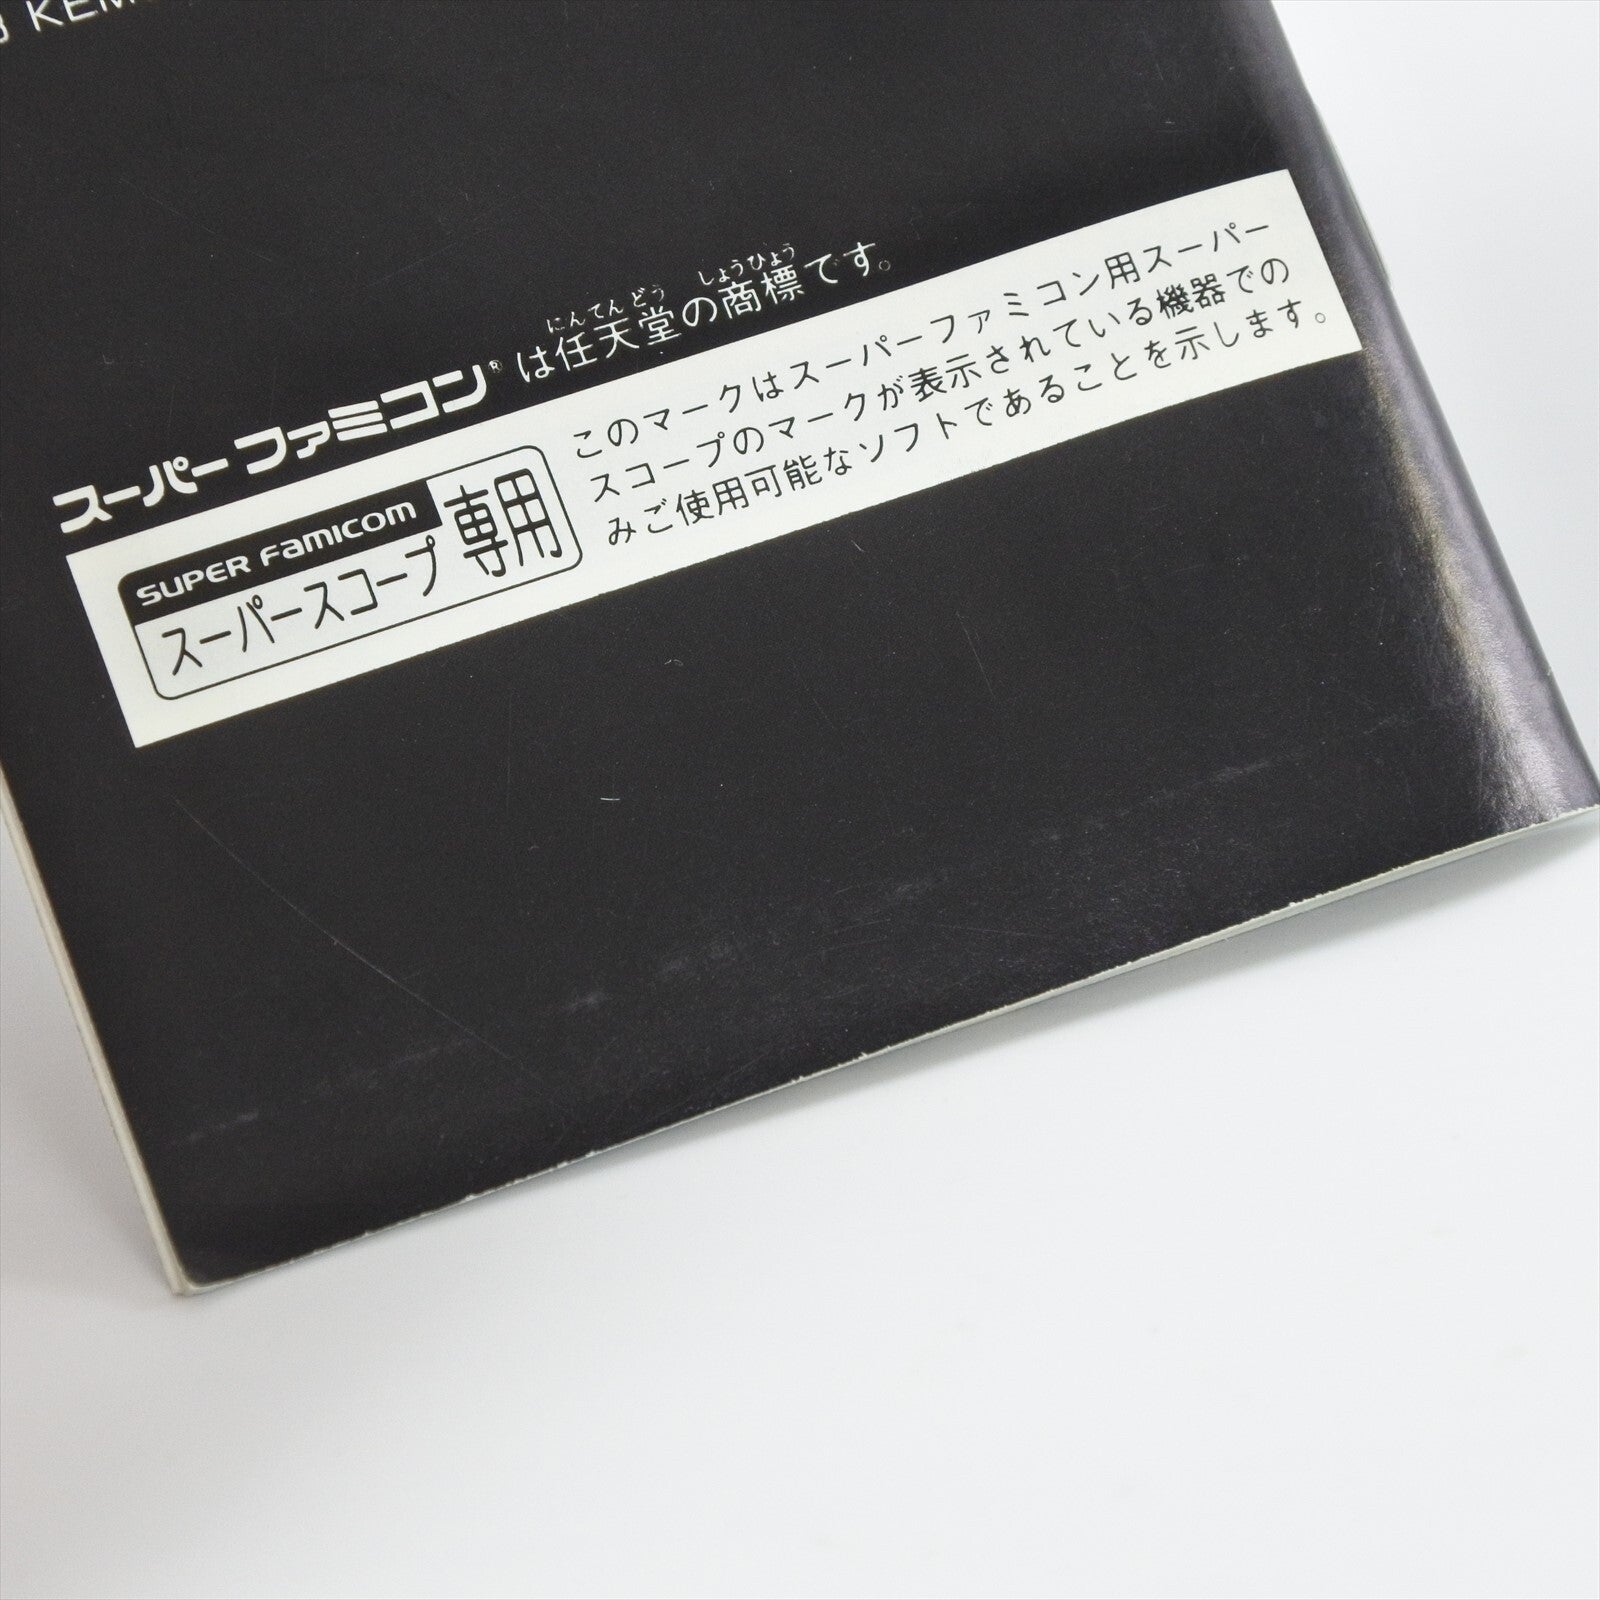 スーパーファミコン®は任天堂の商標です。
にんてんどう しょうひょう
SUPER FAMICOM
スーパースコープ 専用
このマークはスーパーファミコン用スーパー
スコープのマークが表示されている機器での
みご使用可能なソフトであることを示します。